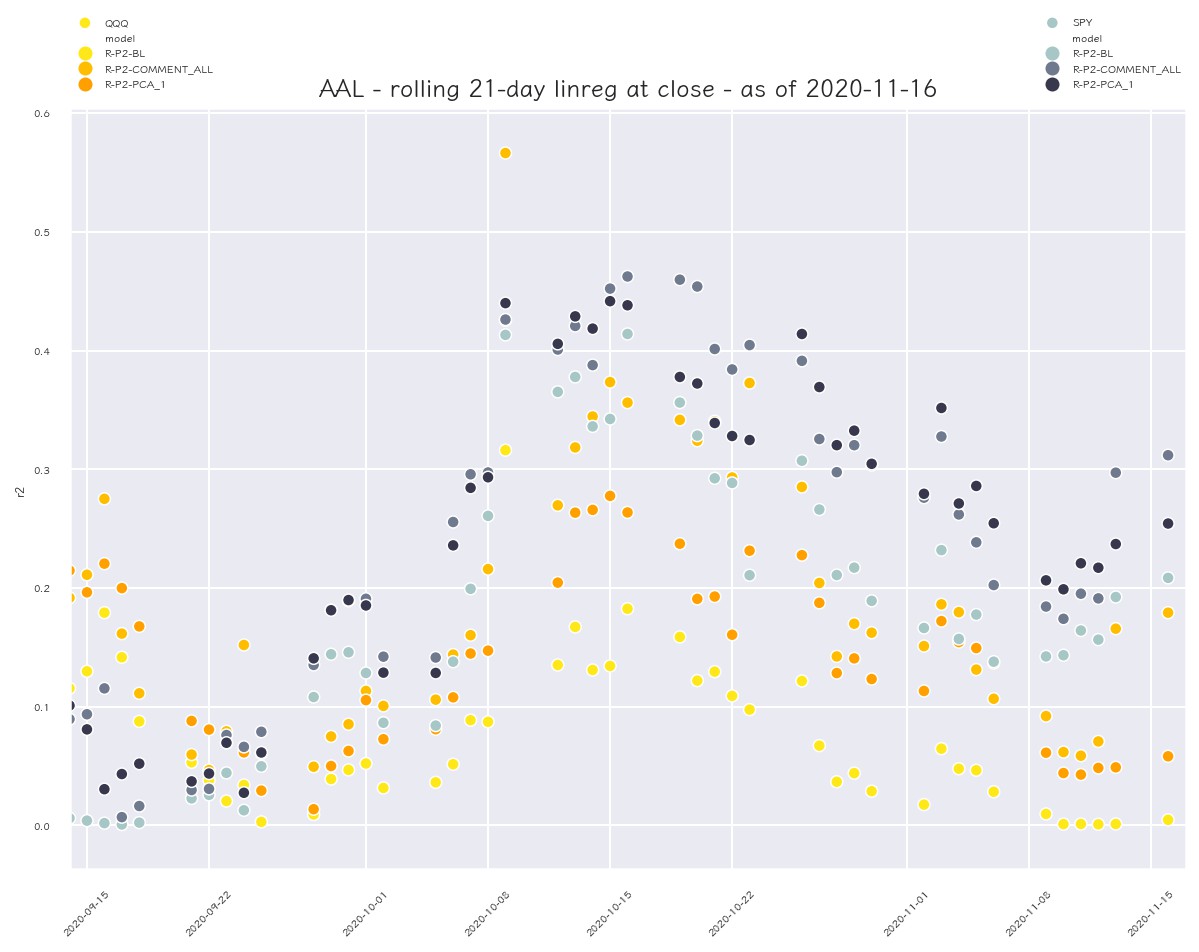 QQQ
model
R-P2-BL
R-P2-COMMENT_ALL
R-P2-PCA_1
SPY
model
R-P2-BL
R-P2-COMMENT_ALL
R-P2-PCA_1
AAL - rolling 21-day linreg at close - as of 2020-11-16
0.6
0.5
0.4
0.3
0.2
0.1
0.0
r2
2020-09-15
2020-09-22
2020-10-01
2020-10-08
2020-10-15
2020-10-22
2020-11-01
2020-11-08
2020-11-15